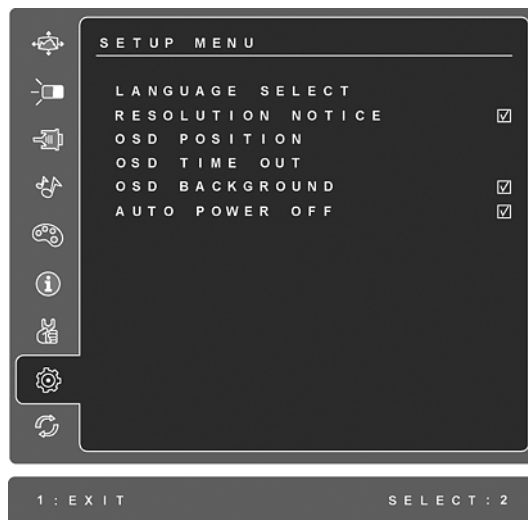 SETUP MENU
LANGUAGE SELECT
RESOLUTION NOTICE
OSD POSITION
OSD TIME OUT
OSD BACKGROUND
AUTO POWER OFF
1:EXIT SELECT:2